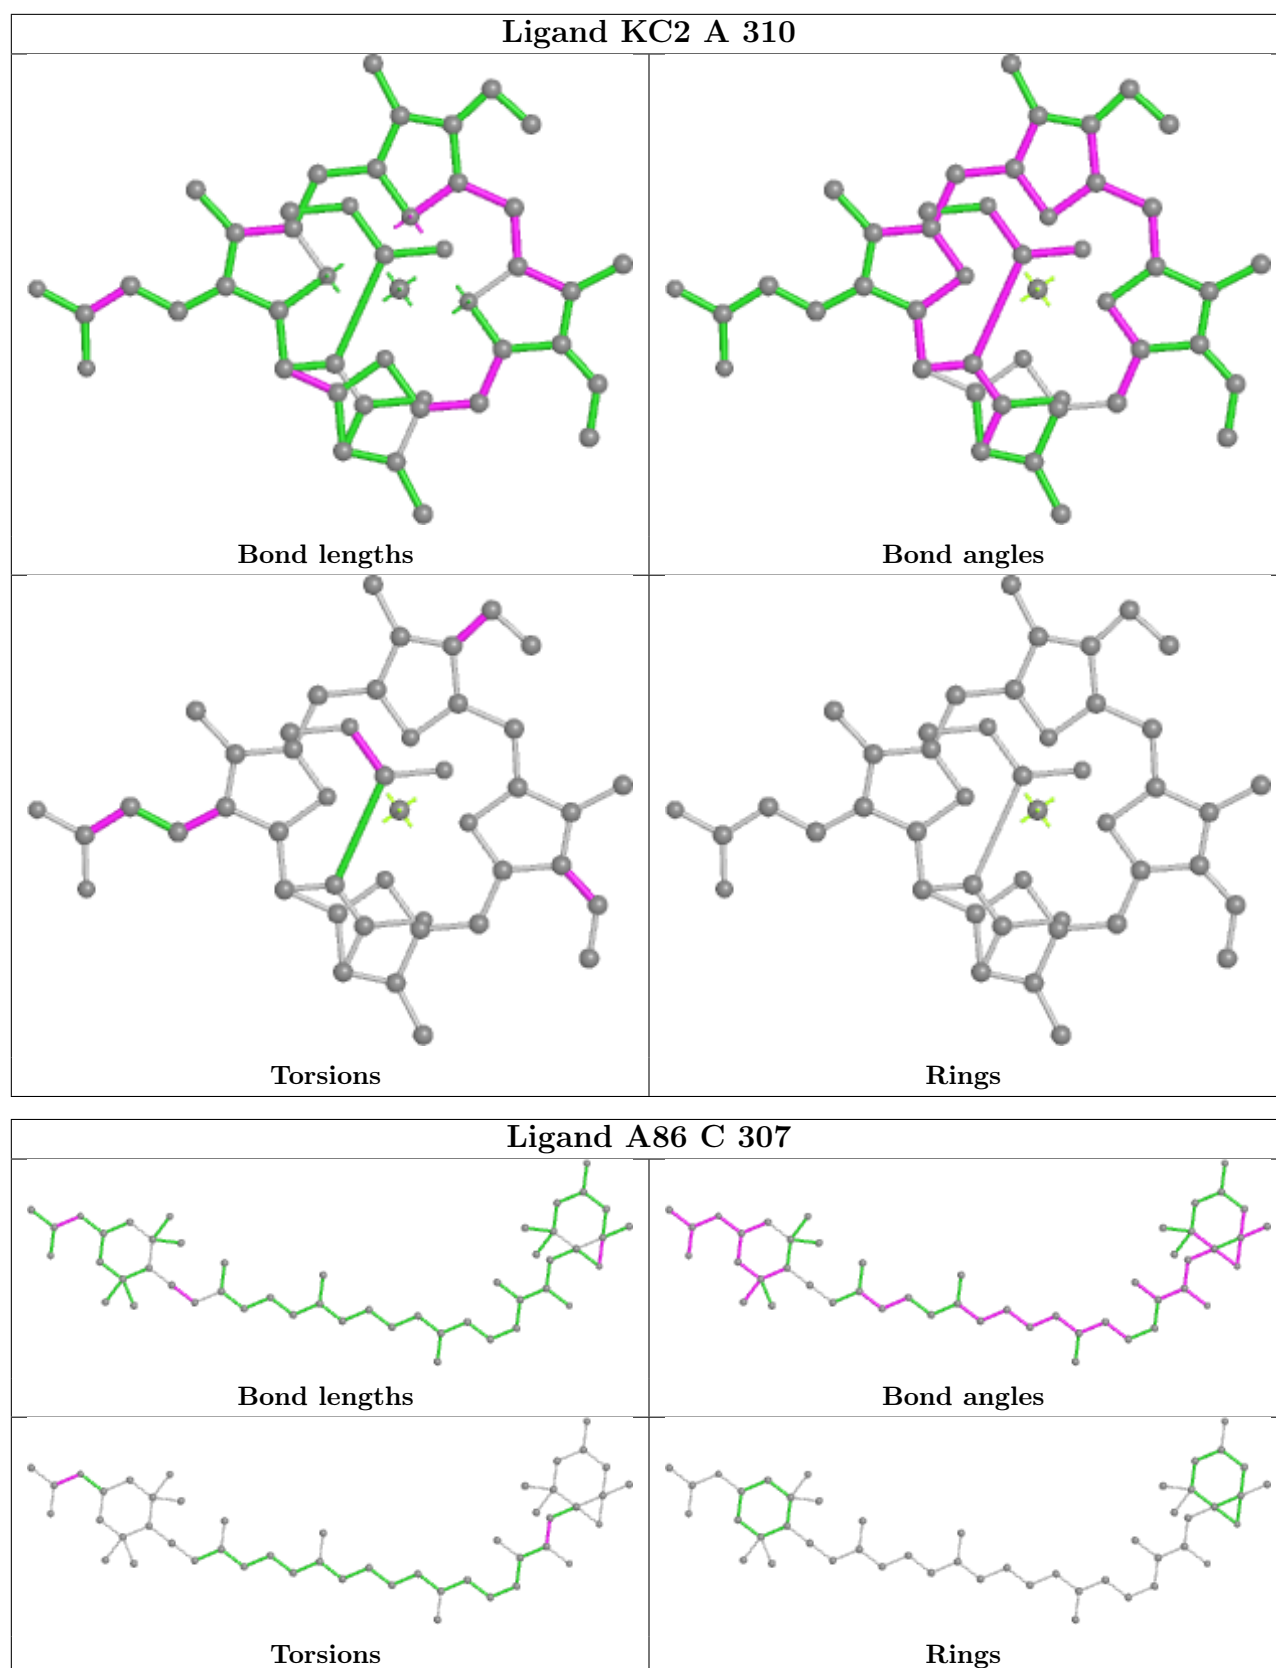 Ligand KC2 A 310
Bond lengths
Bond angles
Torsions
Rings
Ligand A86 C 307
Bond lengths
Bond angles
Torsions
Rings